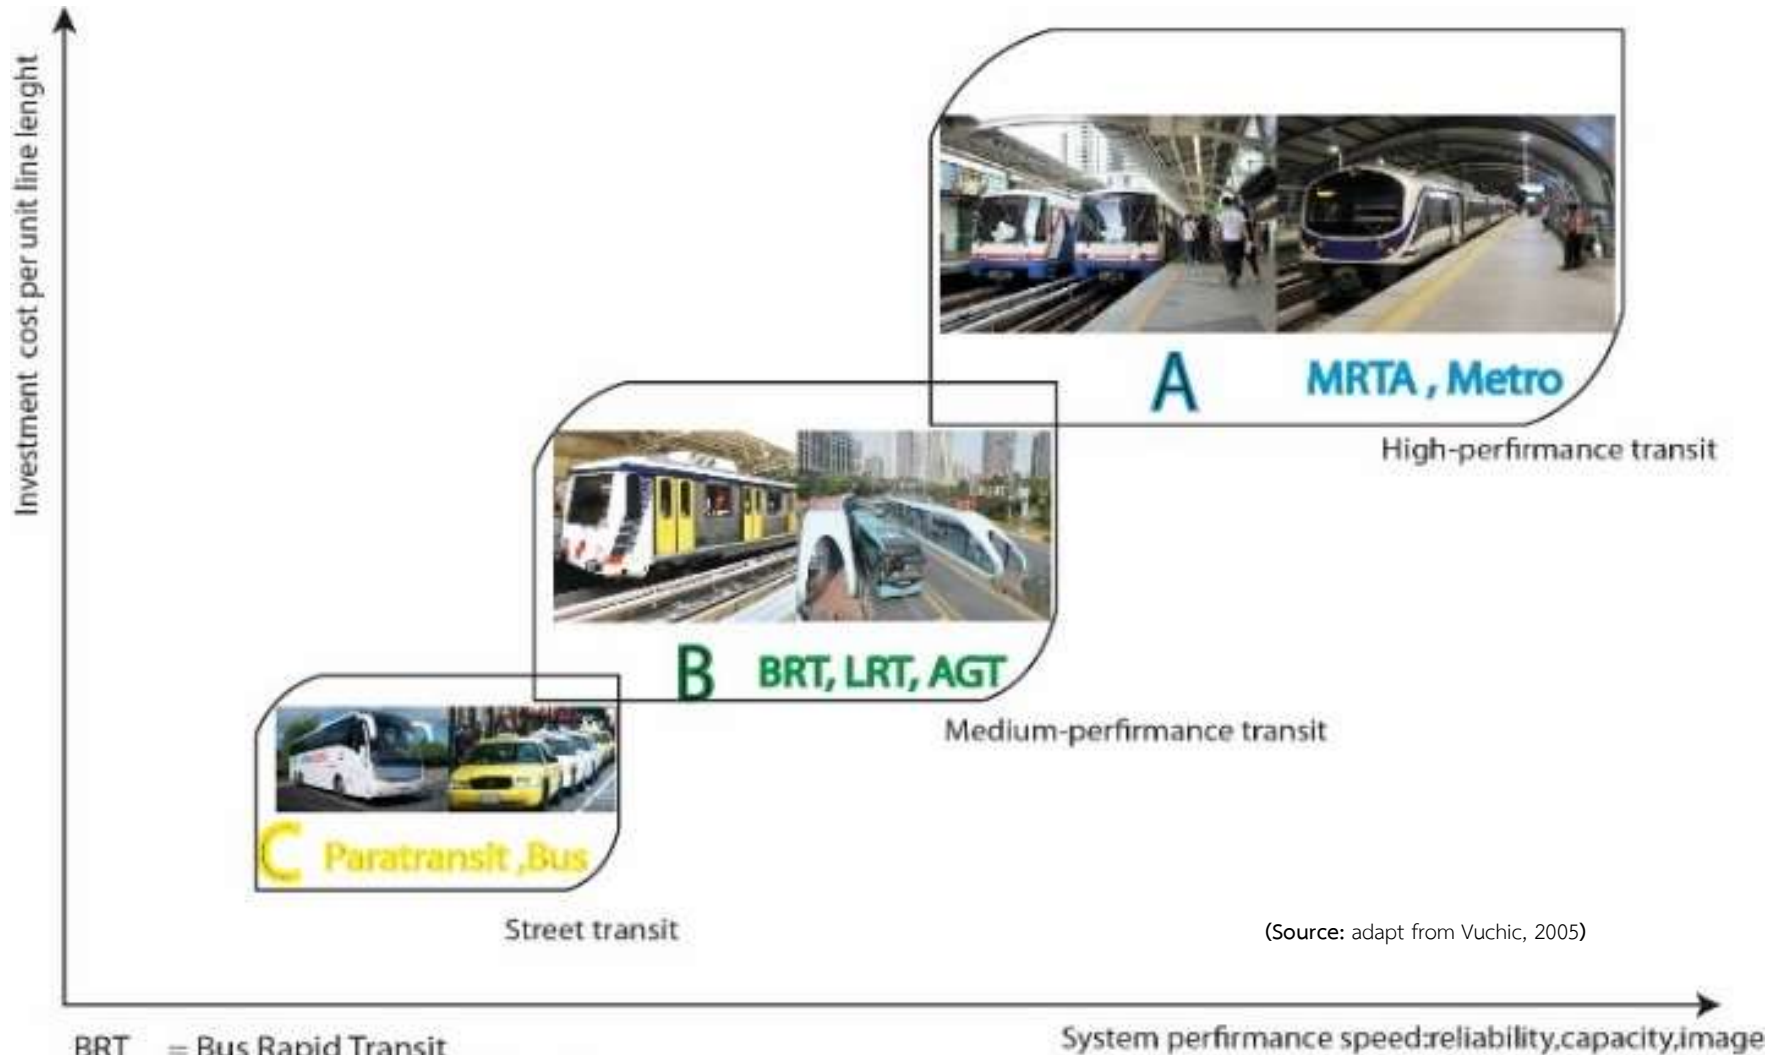 Investment cost per unit line lenght
A
MRTA , Metro
High-perfirmance transit
B
BRT, LRT, AGT
Medium-perfirmance transit
C
Paratransit ,Bus
Street transit
(Source: adapt from Vuchic, 2005)
System perfirmance speed:reliability,capacity,image
BRT = Bus Rapid Transit